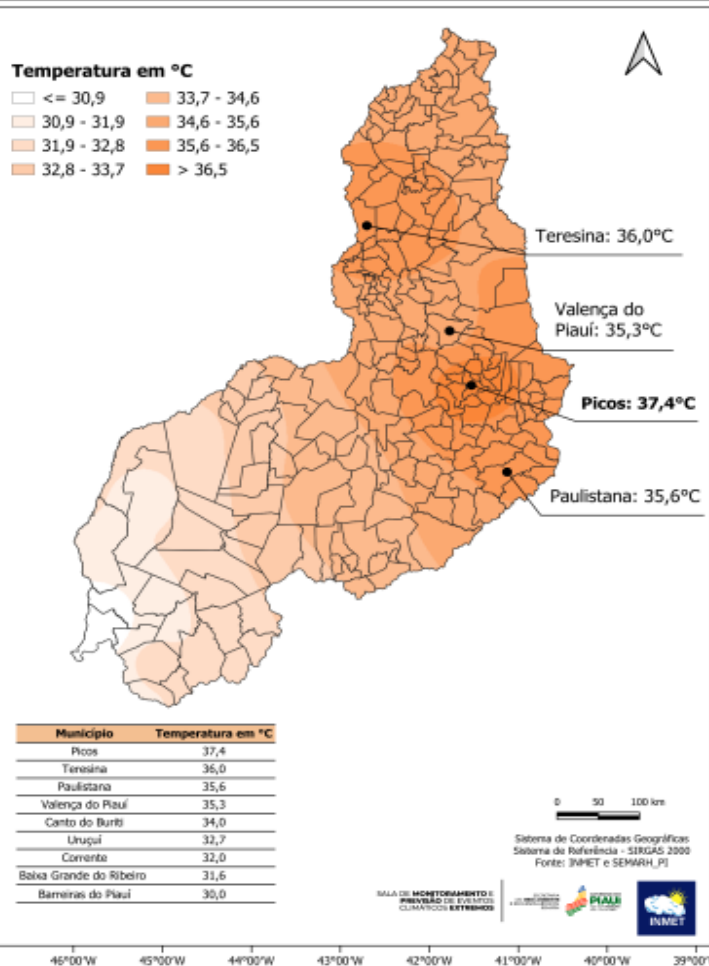 Temperatura em °C
<= 30,9
30,9 - 31,9
31,9 - 32,8
32,8 - 33,7
33,7 - 34,6
34,6 - 35,6
35,6 - 36,5
> 36,5
Teresina: 36,0°C
Valença do
Piauí: 35,3°C
Picos: 37,4°C
Paulistana: 35,6°C
Município Temperatura em °C
Picos 37,4
Teresina 36,0
Paulistana 35,6
Valença do Piauí 35,3
Canto do Buriti 34,0
Uruçuí 32,7
Corrente 32,0
Baixa Grande do Ribeiro 31,6
Barreiras do Piauí 30,0
0 50 100 km
Sistema de Coordenadas Geográficas
Sistema de Referência - SIRGAS 2000
Fonte: INMET e SEMARH_PI
SALA DE MONITORAMENTO E
PREVISÃO DE EVENTOS
CLIMÁTICOS EXTREMOS
PIAUÍ
INMET
46°00'W 45°00'W 44°00'W 43°00'W 42°00'W 41°00'W 40°00'W 39°00'